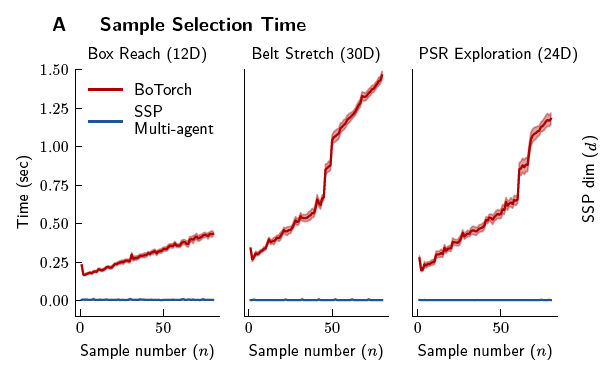 A Sample Selection Time
Box Reach (12D) Belt Stretch (30D) PSR Exploration (24D)
1.50
1.25
1.00
0.75
0.50
0.25
0.00
Time (sec)
BoTorch
SSP
Multi-agent
SSP dim (d)
0 50 0 50 0 50
Sample number (n) Sample number (n) Sample number (n)